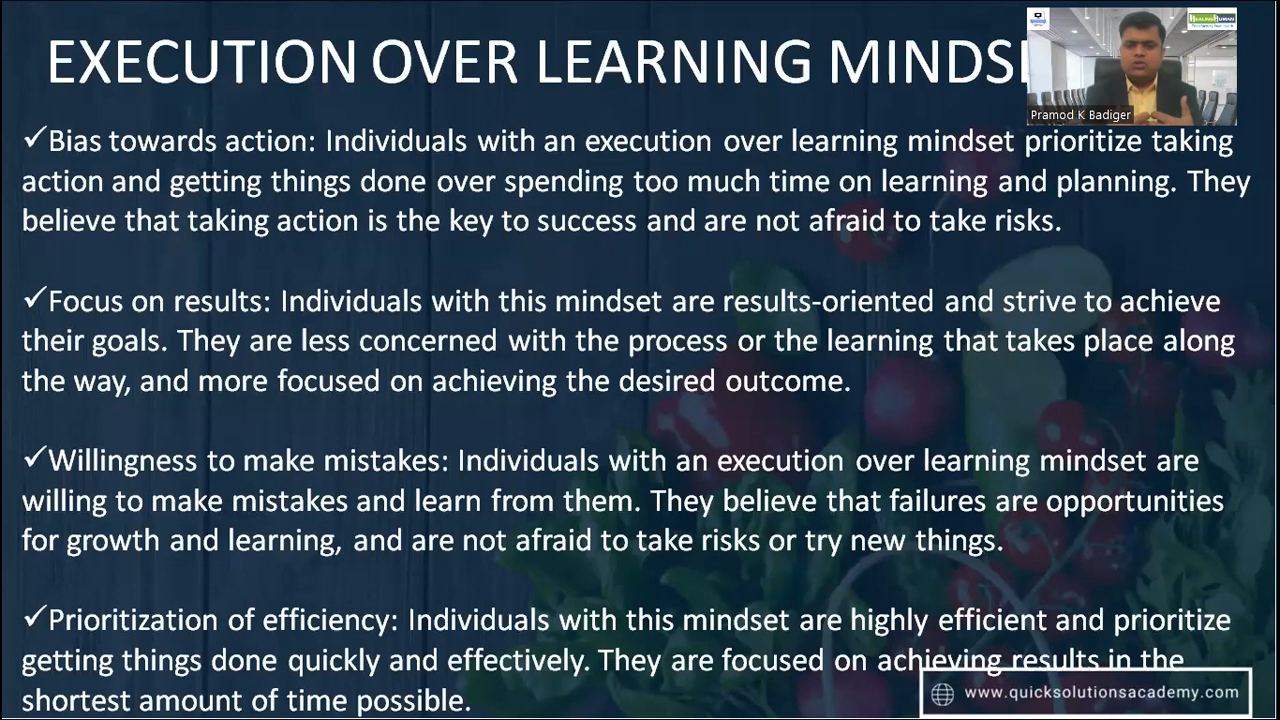 EXECUTION OVER LEARNING MINDS
HEALINGHUMAN
Pramod K Badiger
✓Bias towards action: Individuals with an execution over learning mindset prioritize taking
action and getting things done over spending too much time on learning and planning. They
believe that taking action is the key to success and are not afraid to take risks.
✓Focus on results: Individuals with this mindset are results-oriented and strive to achieve
their goals. They are less concerned with the process or the learning that takes place along
the way, and more focused on achieving the desired outcome.
✓Willingness to make mistakes: Individuals with an execution over learning mindset are
willing to make mistakes and learn from them. They believe that failures are opportunities
for growth and learning, and are not afraid to take risks or try new things.
✓Prioritization of efficiency: Individuals with this mindset are highly efficient and prioritize
getting things done quickly and effectively. They are focused on achieving results in the
shortest amount of time possible.
www.quicksolutionsacademy.com